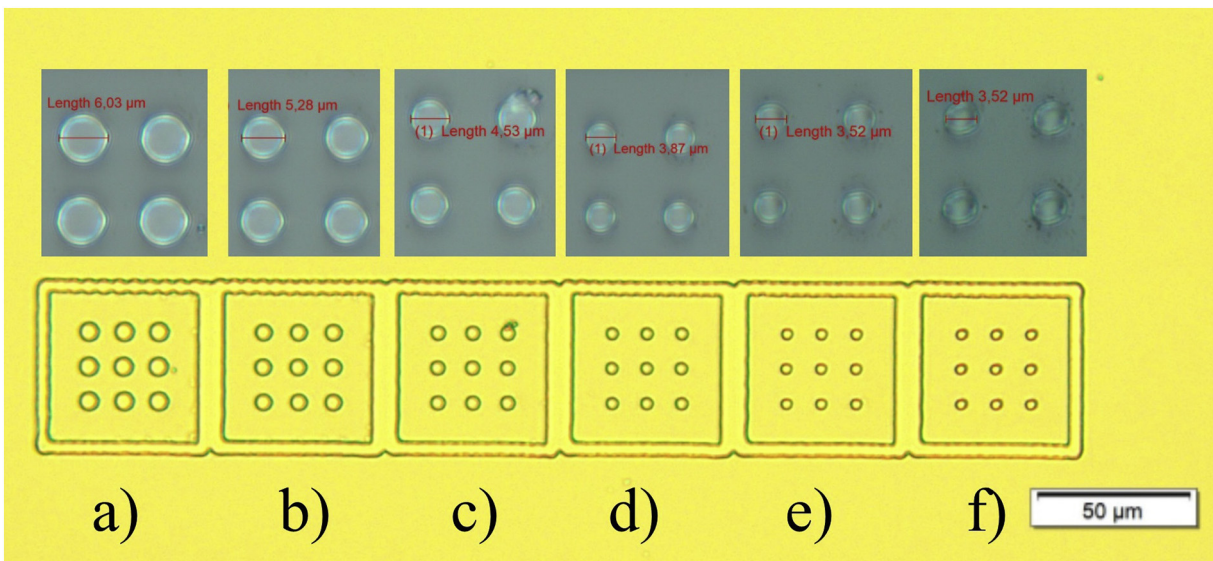 Length 6,03 µm
Length 5,28 µm
(1) Length 4,53 µm
(1) Length 3,87 µm
(1) Length 3,52 µm
Length 3,52 µm
a) b) c) d) e) f)
50 µm